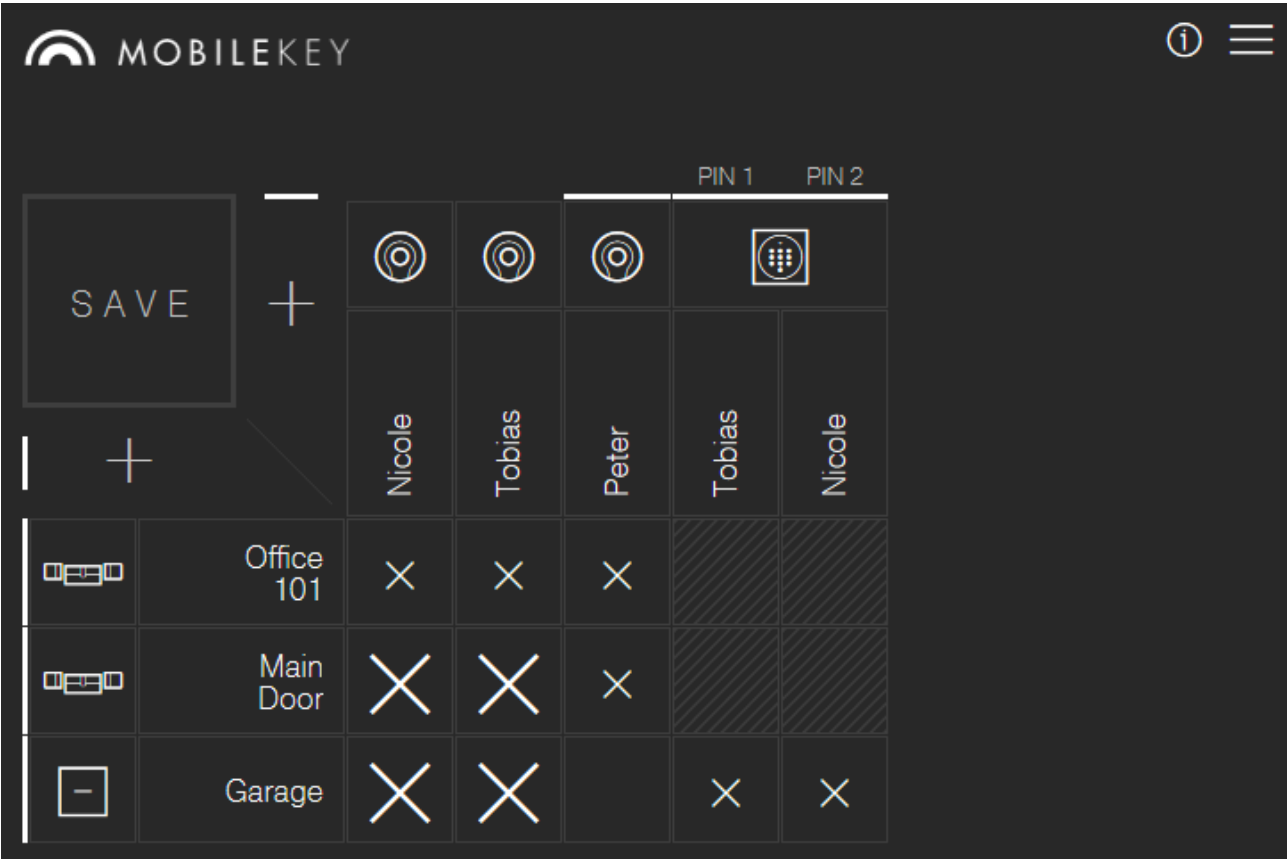 MOBILEKEY
PIN 1 PIN 2
SAVE
Nicole Tobias Peter Tobias Nicole
Office
101
Main
Door
Garage